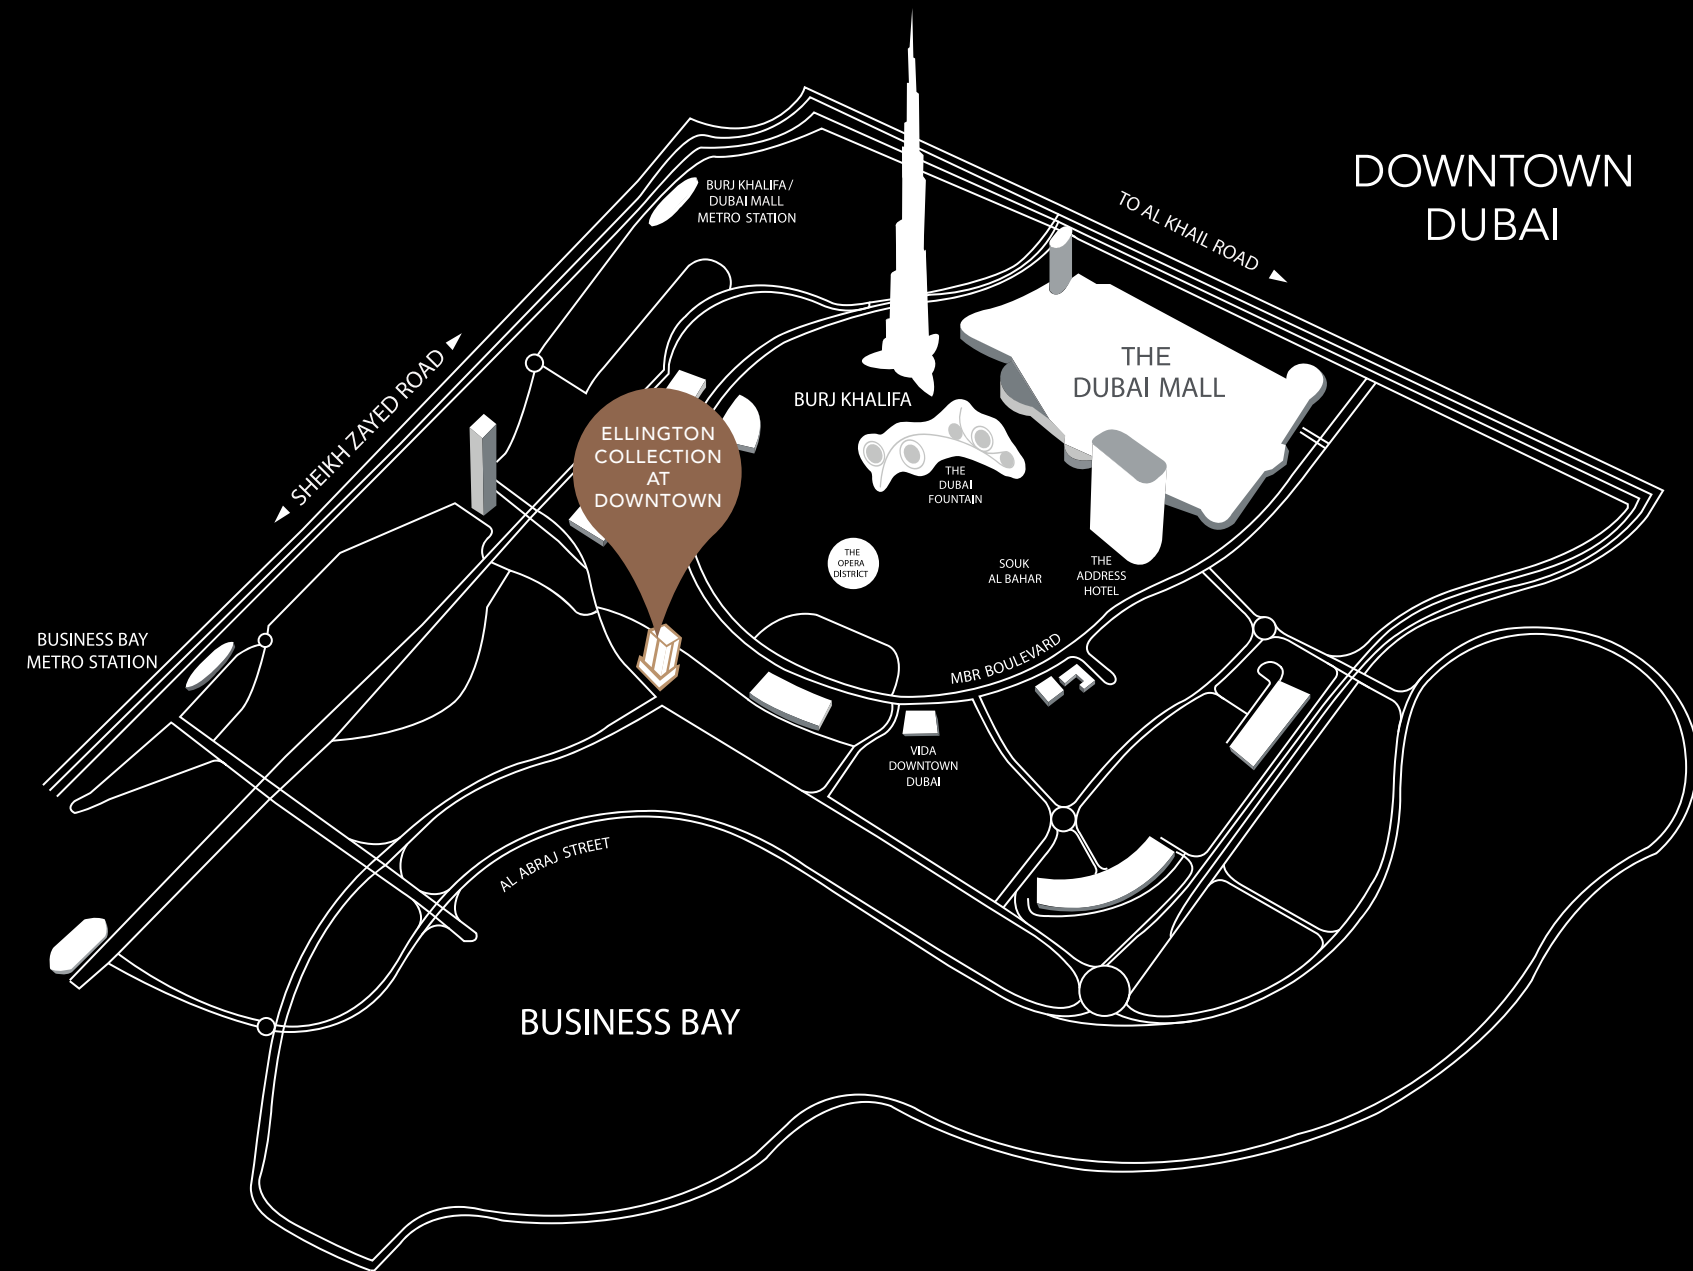 DOWNTOWN
DUBAI
BURJ KHALIFA /
DUBAI MALL
METRO STATION
TO AL KHAIL ROAD
SHEIKH ZAYED ROAD
THE
DUBAI MALL
BURJ KHALIFA
ELLINGTON
COLLECTION
AT
DOWNTOWN
THE
DUBAI
FOUNTAIN
THE
OPERA
DISTRICT
SOUK
AL BAHAR
THE
ADDRESS
HOTEL
BUSINESS BAY
METRO STATION
MBR BOULEVARD
VIDA
DOWNTOWN
DUBAI
AL ABRAJ STREET
BUSINESS BAY